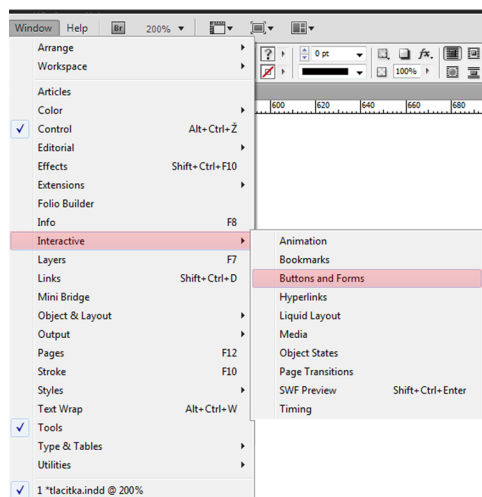 Window Help Br 200%
Arrange
Workspace
Articles
Color
Control Alt+Ctrl+Ž
Editorial
Effects Shift+Ctrl+F10
Extensions
Folio Builder
Info F8
Interactive
Layers F7
Links Shift+Ctrl+D
Mini Bridge
Object & Layout
Output
Pages F12
Stroke F10
Styles
Text Wrap Alt+Ctrl+W
Tools
Type & Tables
Utilities
1 *tlacitka.indd @ 200%
? 0 pt fx.
100%
600 620 640 660 680
Animation
Bookmarks
Buttons and Forms
Hyperlinks
Liquid Layout
Media
Object States
Page Transitions
SWF Preview Shift+Ctrl+Enter
Timing